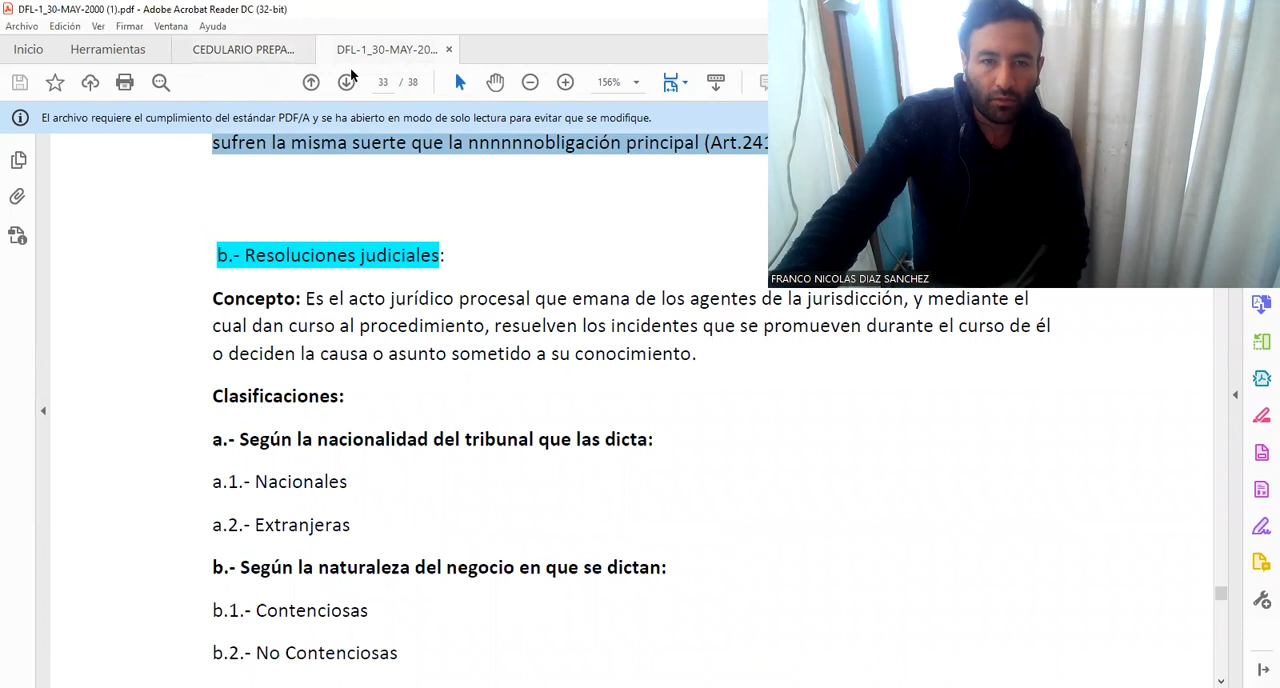 DFL-1_30-MAY-2000 (1).pdf - Adobe Acrobat Reader DC (32-bit)
Archivo Edición Ver Firmar Ventana Ayuda
Inicio Herramientas CEDULARIO PREPA... DFL-1_30-MAY-20... ×
33 / 38 156%
El archivo requiere el cumplimiento del estándar PDF/A y se ha abierto en modo de solo lectura para evitar que se modifique.
sufren la misma suerte que la nnnnnnobligación principal (Art.241
b.- Resoluciones judiciales:
FRANCO NICOLAS DIAZ SANCHEZ
Concepto: Es el acto jurídico procesal que emana de los agentes de la jurisdicción, y mediante el
cual dan curso al procedimiento, resuelven los incidentes que se promueven durante el curso de él
o deciden la causa o asunto sometido a su conocimiento.
Clasificaciones:
a.- Según la nacionalidad del tribunal que las dicta:
a.1.- Nacionales
a.2.- Extranjeras
b.- Según la naturaleza del negocio en que se dictan:
b.1.- Contenciosas
b.2.- No Contenciosas